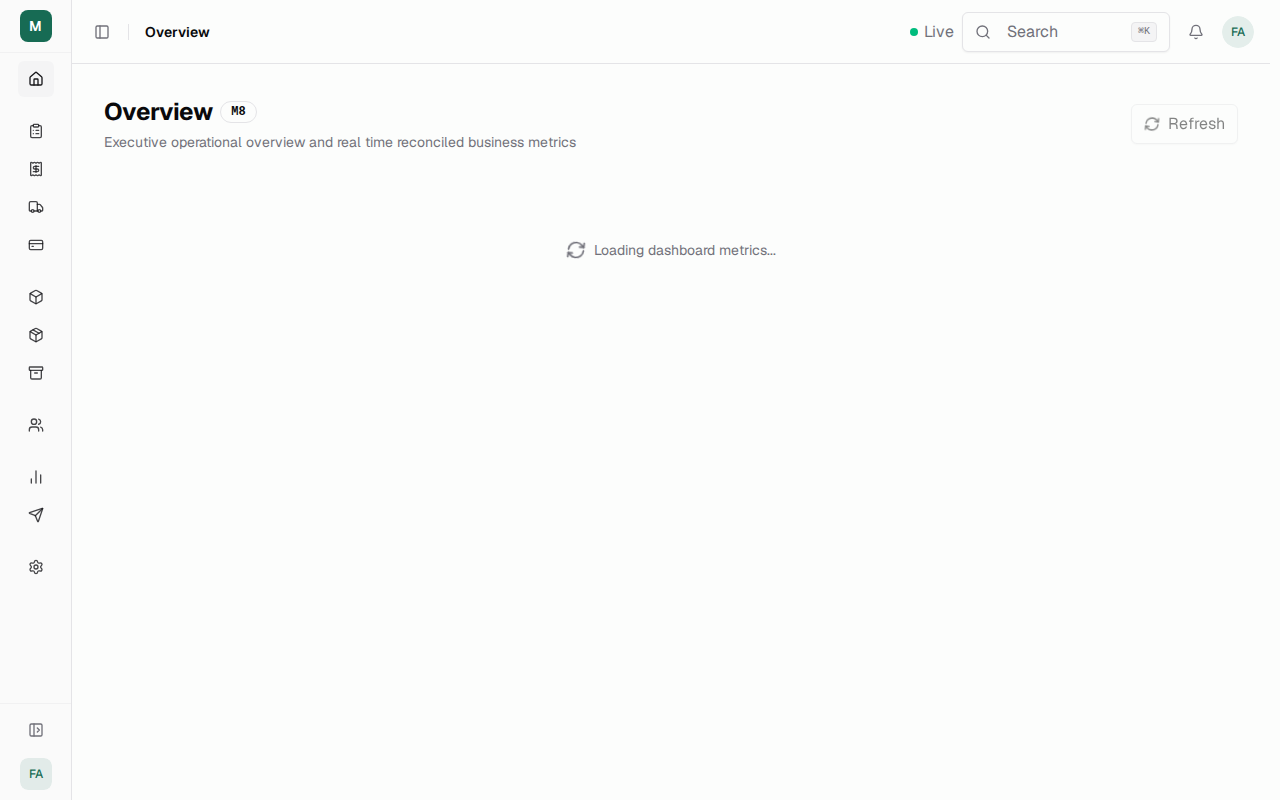 M
Overview
Live
Search
⌘K
FA
Overview
M8
Executive operational overview and real time reconciled business metrics
Refresh
Loading dashboard metrics...
FA